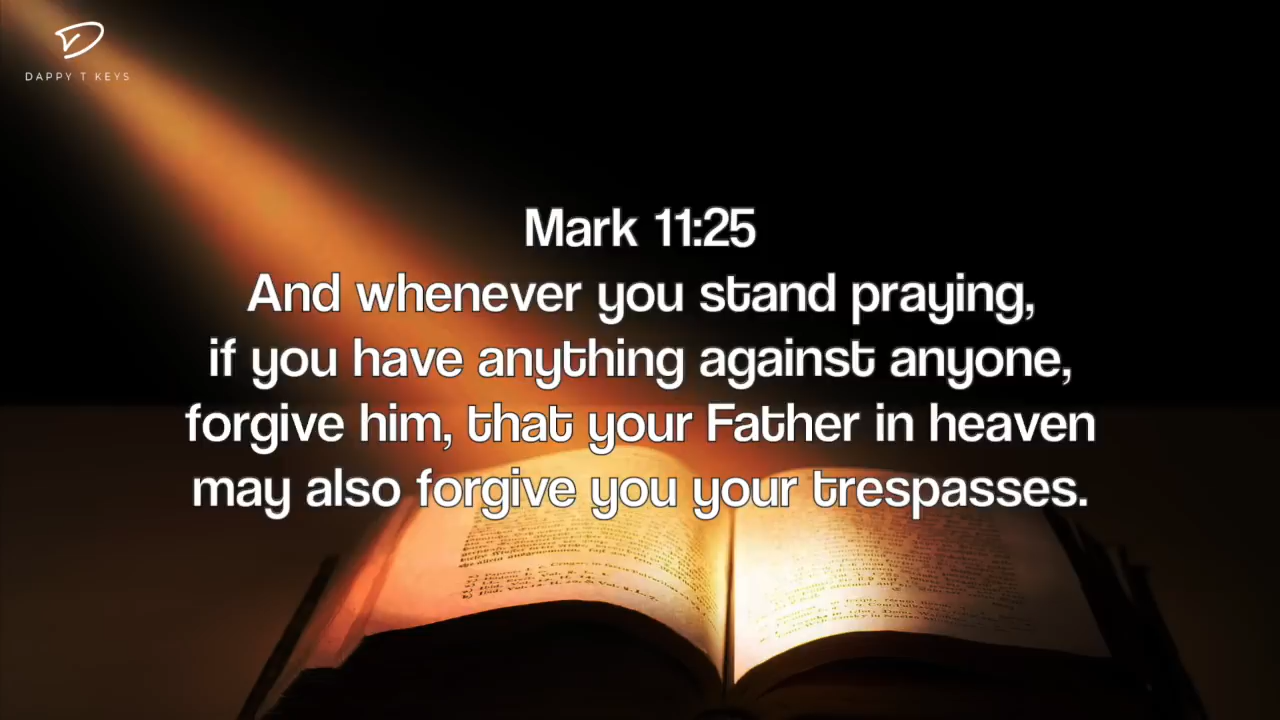 DAPPY T KEYS
Mark 11:25
And whenever you stand praying,
if you have anything against anyone,
forgive him, that your Father in heaven
may also forgive you your trespasses.